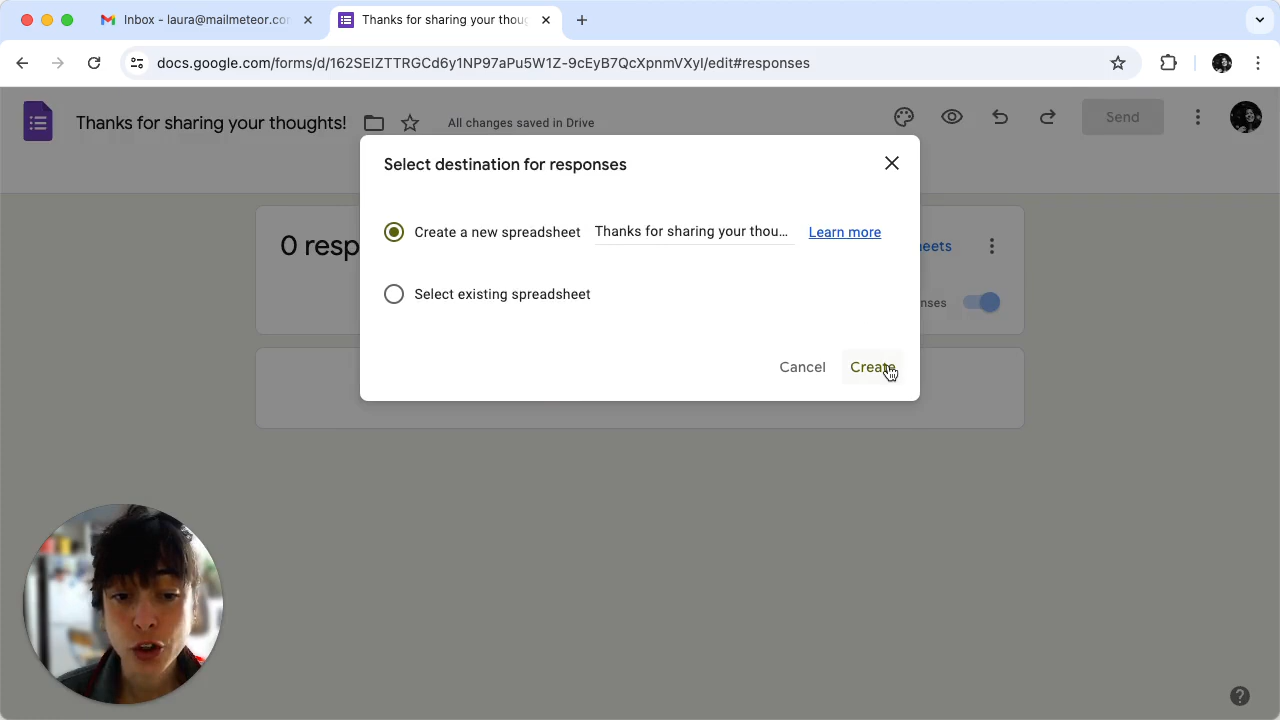 Inbox - laura@mailmeteor.co
Thanks for sharing your thou
docs.google.com/forms/d/162SEIZTTRGCd6y1NP97aPu5W1Z-9cEyB7QcXpnmVXyI/edit#responses
Thanks for sharing your thoughts!
All changes saved in Drive
Send
Select destination for responses
Create a new spreadsheet
Thanks for sharing your thou...
Learn more
0 resp
eets
Select existing spreadsheet
nses
Cancel
Create